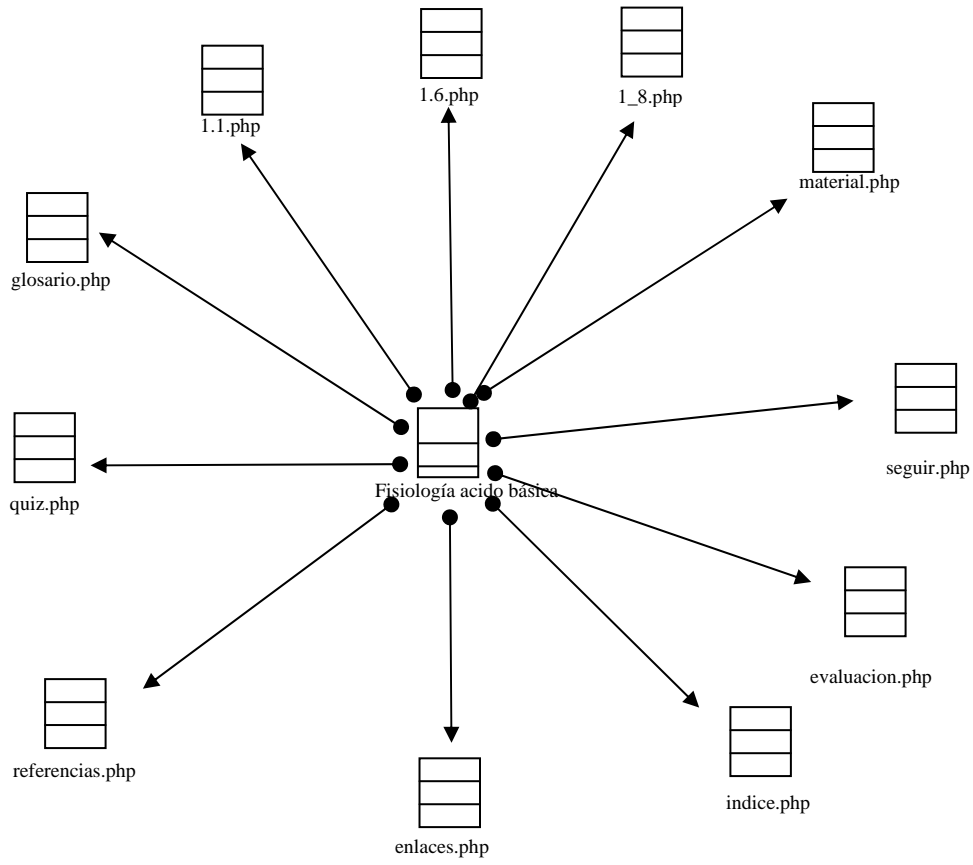 1.6.php
1_8.php
1.1.php
material.php
glosario.php
seguir.php
Fisiología acido básica
quiz.php
evaluacion.php
referencias.php
indice.php
enlaces.php